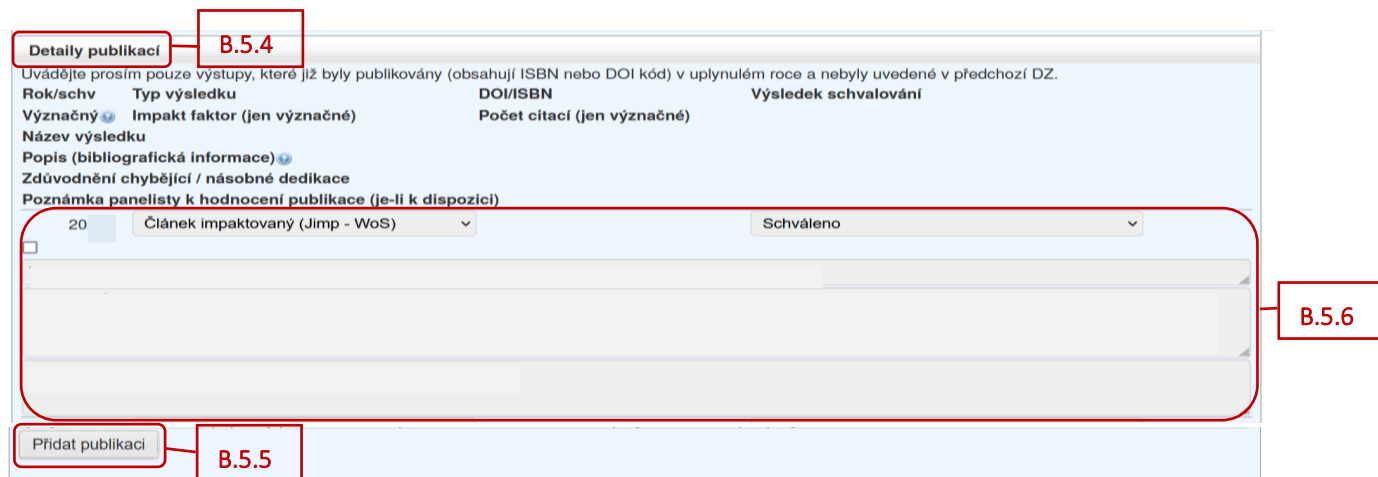 Detaily publikací
B.5.4
Uvádějte prosím pouze výstupy, které již byly publikovány (obsahují ISBN nebo DOI kód) v uplynulém roce a nebyly uvedené v předchozí DZ.
Rok/schv Typ výsledku DOI/ISBN Výsledek schvalování
Význačný Impakt faktor (jen význačné) Počet citací (jen význačné)
Název výsledku
Popis (bibliografická informace)
Zdůvodnění chybějící / násobné dedikace
Poznámka panelisty k hodnocení publikace (je-li k dispozici)
20 Článek impaktovaný (Jimp - WoS) Schváleno
B.5.6
Přidat publikaci
B.5.5